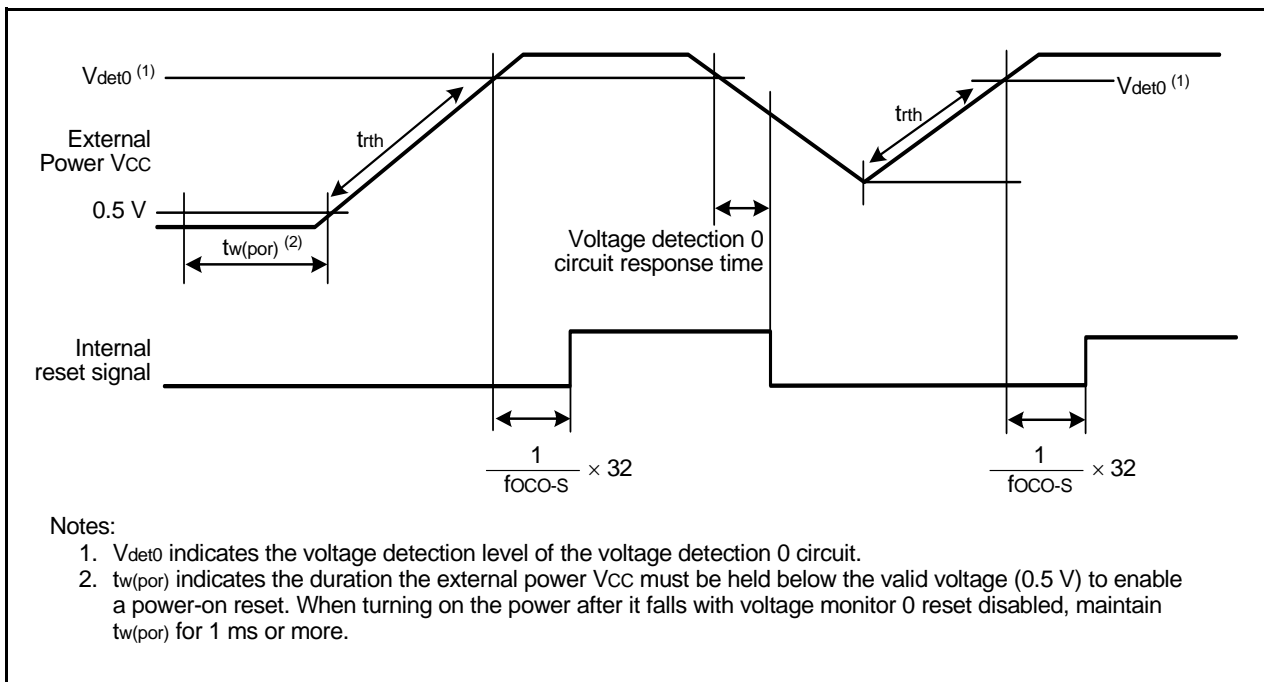 Vdet0 (1)
External
Power VCC
0.5 V
tw(por) (2)
trth
Voltage detection 0
circuit response time
trth
Vdet0 (1)
Internal
reset signal
1
fOCO-S
× 32
1
fOCO-S
× 32
Notes:
1. Vdet0 indicates the voltage detection level of the voltage detection 0 circuit.
2. tw(por) indicates the duration the external power VCC must be held below the valid voltage (0.5 V) to enable
a power-on reset. When turning on the power after it falls with voltage monitor 0 reset disabled, maintain
tw(por) for 1 ms or more.